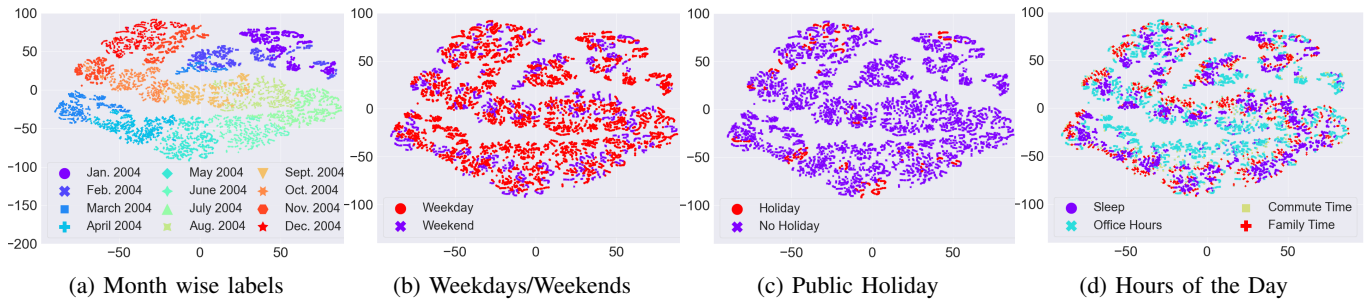 100
50
0
−50
−100
−150
−200
−50 0 50
Jan. 2004 May 2004 Sept. 2004
Feb. 2004 June 2004 Oct. 2004
March 2004 July 2004 Nov. 2004
April 2004 Aug. 2004 Dec. 2004
(a) Month wise labels
100
50
0
−50
−100
−50 0 50
Weekday
Weekend
(b) Weekdays/Weekends
100
50
0
−50
−100
−50 0 50
Holiday
No Holiday
(c) Public Holiday
100
50
0
−50
−100
−50 0 50
Sleep Commute Time
Office Hours Family Time
(d) Hours of the Day